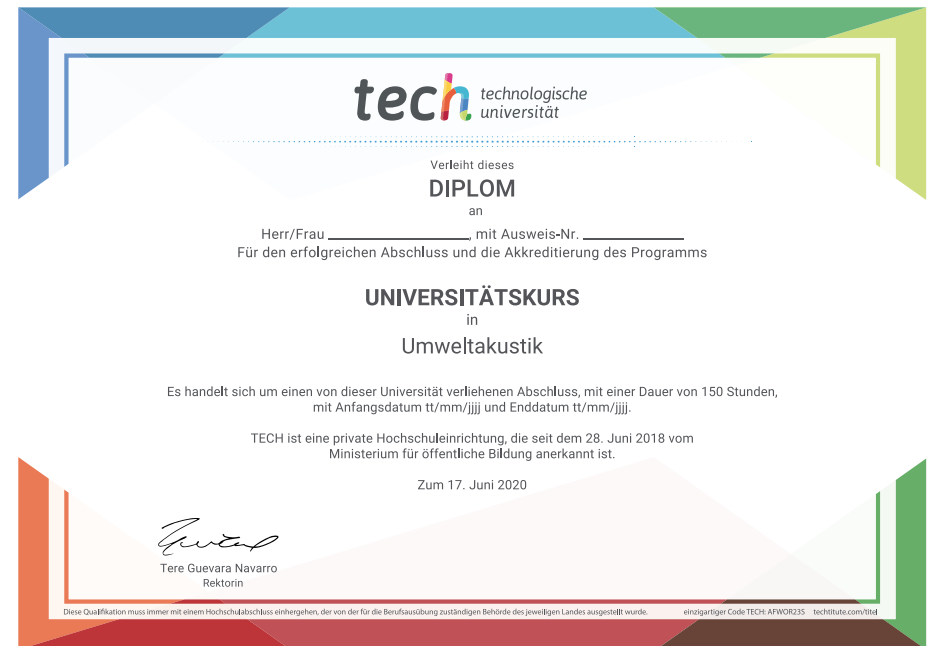 tech technologische
universität
Verleiht dieses
DIPLOM
an
Herr/Frau ____________, mit Ausweis-Nr. ____________
Für den erfolgreichen Abschluss und die Akkreditierung des Programms
UNIVERSITÄTSKURS
in
Umweltakustik
Es handelt sich um einen von dieser Universität verliehenen Abschluss, mit einer Dauer von 150 Stunden,
mit Anfangsdatum tt/mm/jjjj und Enddatum tt/mm/jjjj.
TECH ist eine private Hochschuleinrichtung, die seit dem 28. Juni 2018 vom
Ministerium für öffentliche Bildung anerkannt ist.
Zum 17. Juni 2020
Tere Guevara Navarro
Rektorin
Diese Qualifikation muss immer mit einem Hochschulabschluss einhergehen, der von der für die Berufsausübung zuständigen Behörde des jeweiligen Landes ausgestellt wurde. einzigartiger Code TECH: AFWOR235 techtitute.com/titel